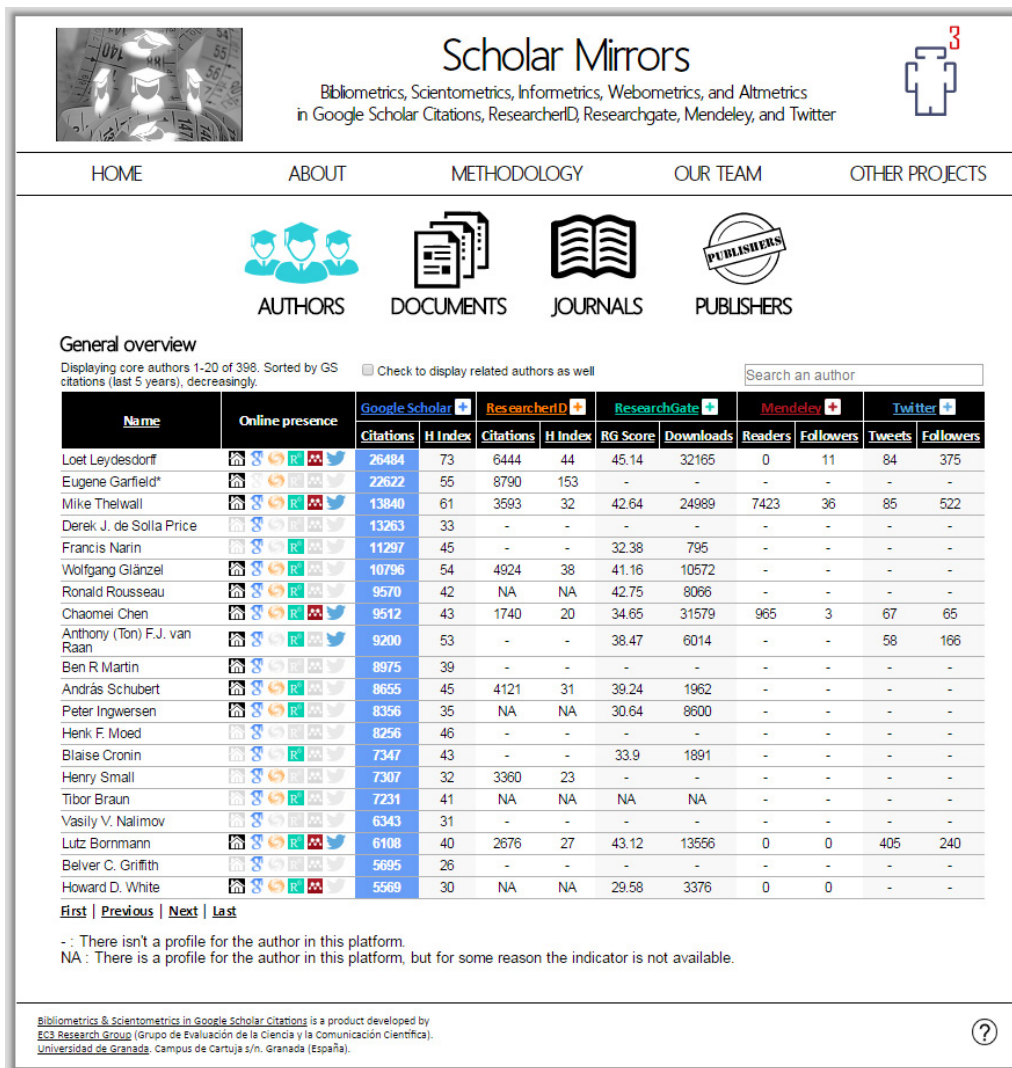 Scholar Mirrors
3
Bibliometrics, Scientometrics, Informetrics, Webometrics, and Altmetrics
in Google Scholar Citations, ResearcherID, Researchgate, Mendeley, and Twitter
HOME ABOUT METHODOLOGY OUR TEAM OTHER PROJECTS
PUBLISHERS
AUTHORS DOCUMENTS JOURNALS PUBLISHERS
General overview
Displaying core authors 1-20 of 398. Sorted by GS
citations (last 5 years), decreasingly.
Check to display related authors as well
Search an author
Name Online presence Google Scholar + ResearcherID + ResearchGate + Mendeley + Twitter +
Citations H Index Citations H Index RG Score Downloads Readers Followers Tweets Followers
Loet Leydesdorff 26484 73 6444 44 45.14 32165 0 11 84 375
Eugene Garfield* 22622 55 8790 153 - - - - - -
Mike Thelwall 13840 61 3593 32 42.64 24989 7423 36 85 522
Derek J. de Solla Price 13263 33 - - - - - - - -
Francis Narin 11297 45 - - 32.38 795 - - - -
Wolfgang Glänzel 10796 54 4924 38 41.16 10572 - - - -
Ronald Rousseau 9570 42 NA NA 42.75 8066 - - - -
Chaomei Chen 9512 43 1740 20 34.65 31579 965 3 67 65
Anthony (Ton) F.J. van
Raan 9200 53 - - 38.47 6014 - - 58 166
Ben R Martin 8975 39 - - - - - - - -
András Schubert 8655 45 4121 31 39.24 1962 - - - -
Peter Ingwersen 8356 35 NA NA 30.64 8600 - - - -
Henk F. Moed 8256 46 - - - - - - - -
Blaise Cronin 7347 43 - - 33.9 1891 - - - -
Henry Small 7307 32 3360 23 - - - - - -
Tibor Braun 7231 41 NA NA NA NA - - - -
Vasily V. Nalimov 6343 31 - - - - - - - -
Lutz Bornmann 6108 40 2676 27 43.12 13556 0 0 405 240
Belver C. Griffith 5695 26 - - - - - - - -
Howard D. White 5569 30 NA NA 29.58 3376 0 0 - -
First | Previous | Next | Last
- : There isn't a profile for the author in this platform.
NA : There is a profile for the author in this platform, but for some reason the indicator is not available.
Bibliometrics & Scientometrics in Google Scholar Citations is a product developed by
EC3 Research Group (Grupo de Evaluación de la Ciencia y la Comunicación Científica).
Universidad de Granada. Campus de Cartuja s/n. Granada (España).
?